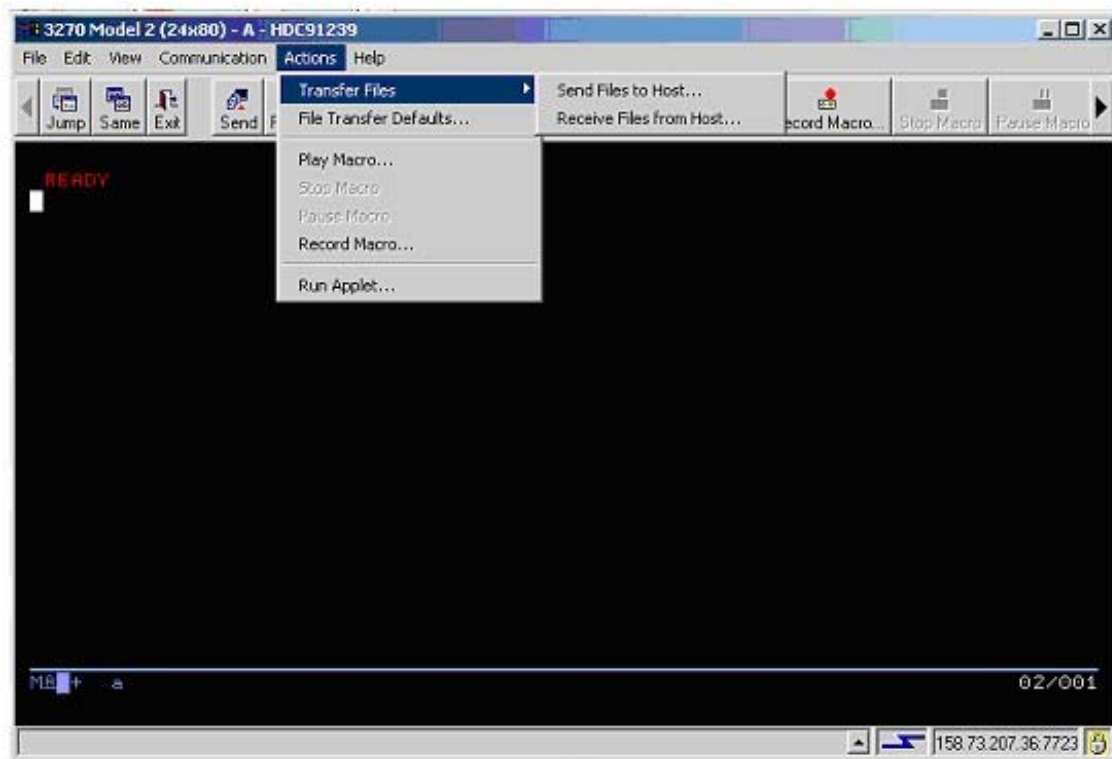 3270 Model 2 (24x80) - A - HDC91239
File Edit View Communication Actions Help
Jump Same Exit Send
Transfer Files
File Transfer Defaults...
Play Macro...
Stop Macro
Pause Macro
Record Macro...
Run Applet...
Send Files to Host...
Receive Files from Host...
ecord Macro... Stop Macro Pause Macro
READY
+ a
02/001
158.73.207.36:7723